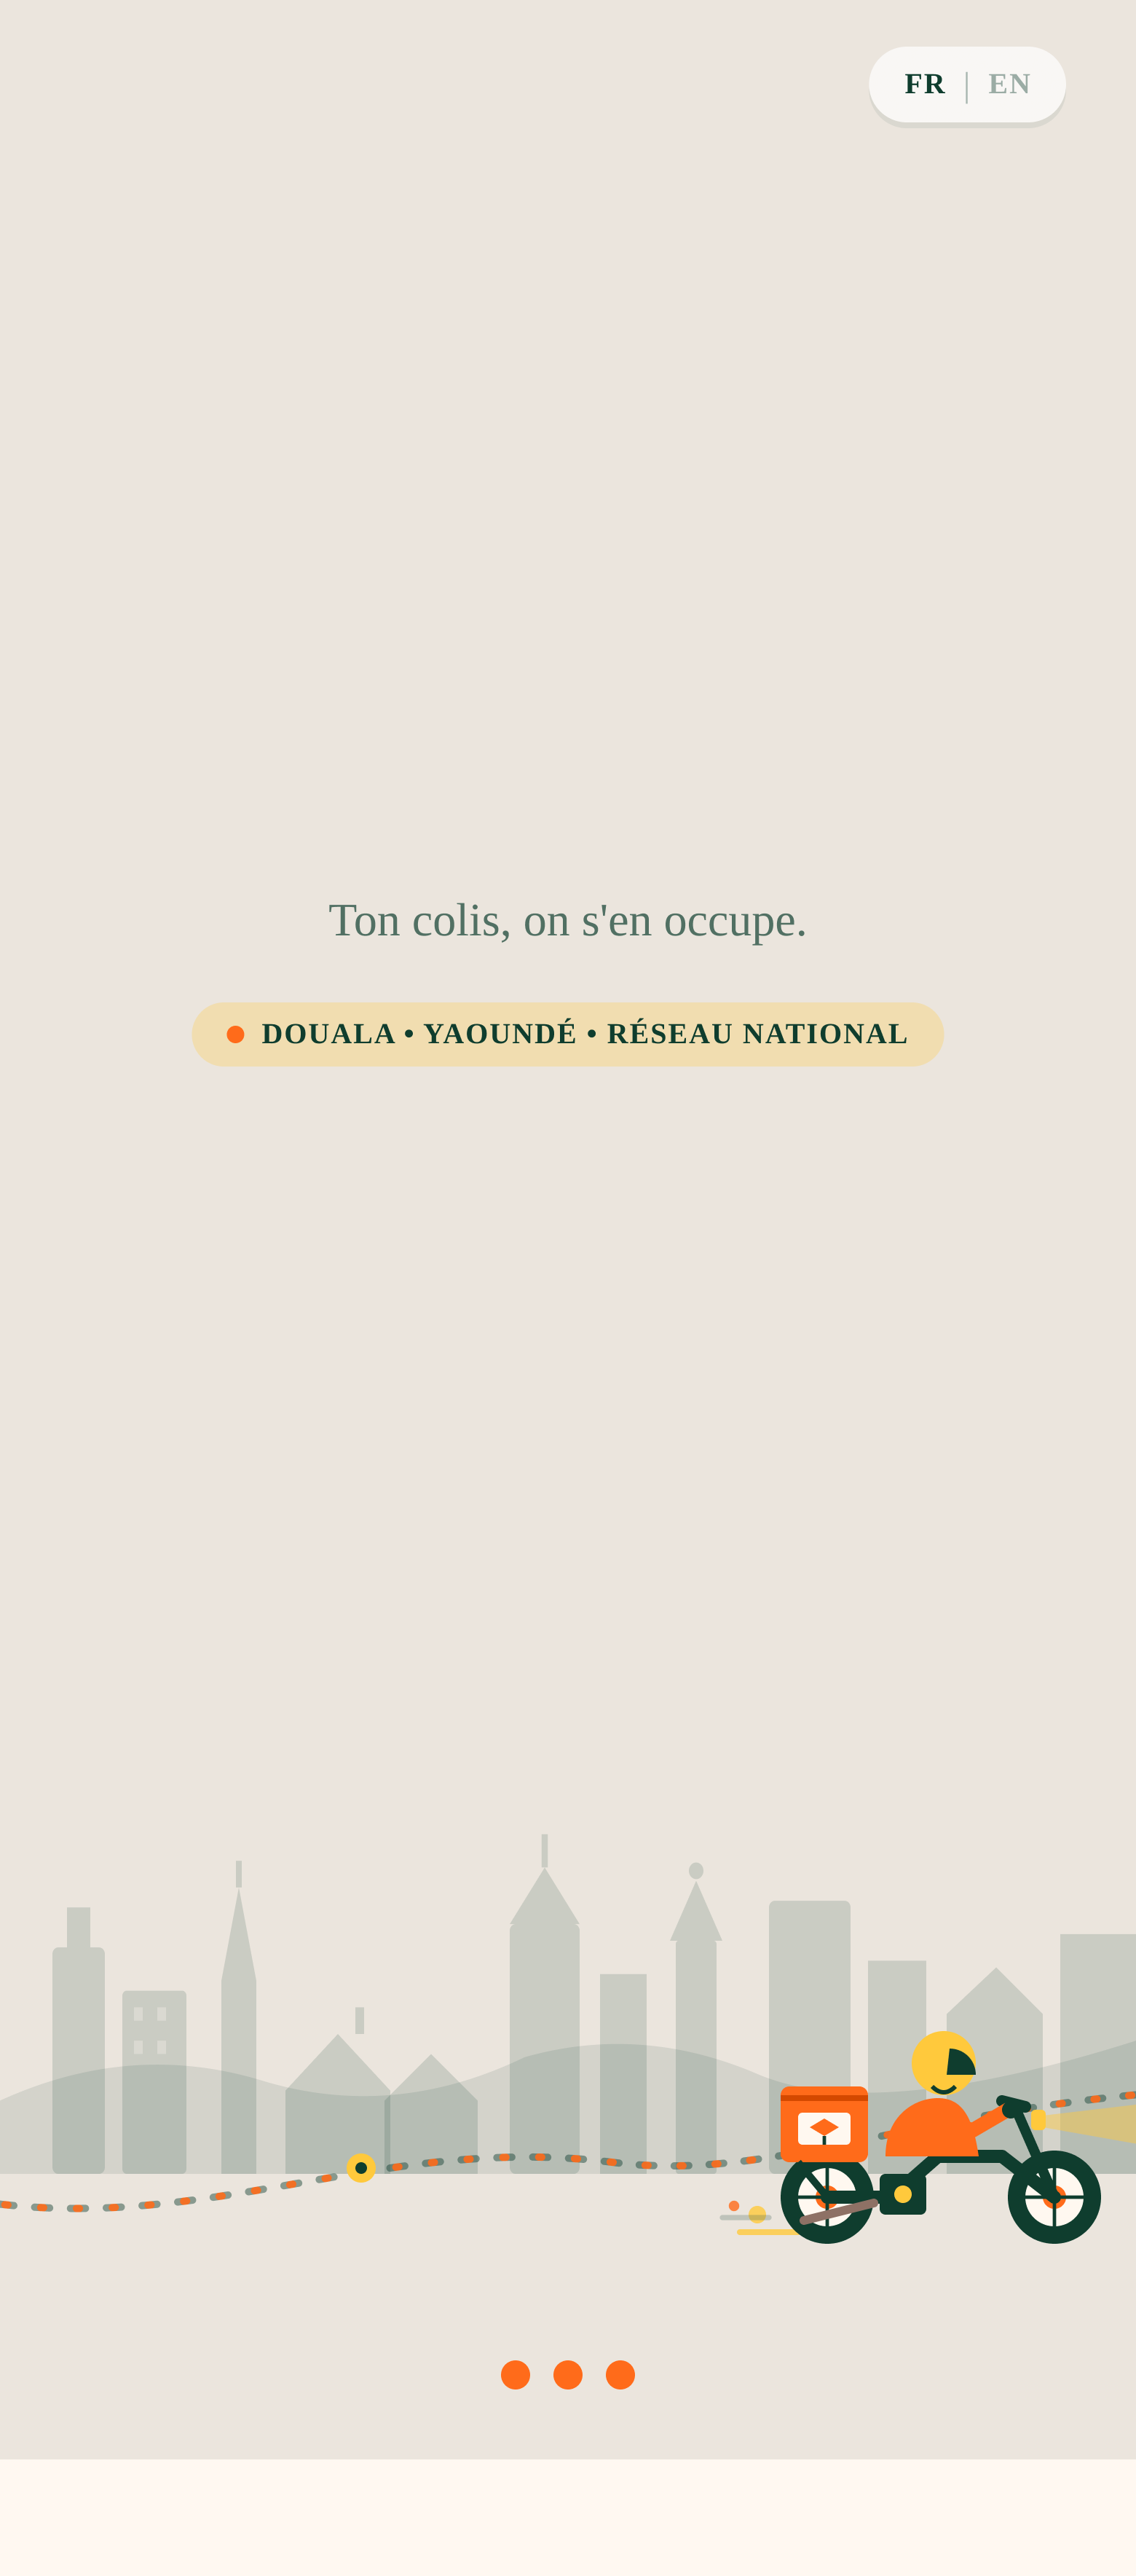 FR | EN
Ton colis, on s'en occupe.
DOUALA • YAOUNDÉ • RÉSEAU NATIONAL